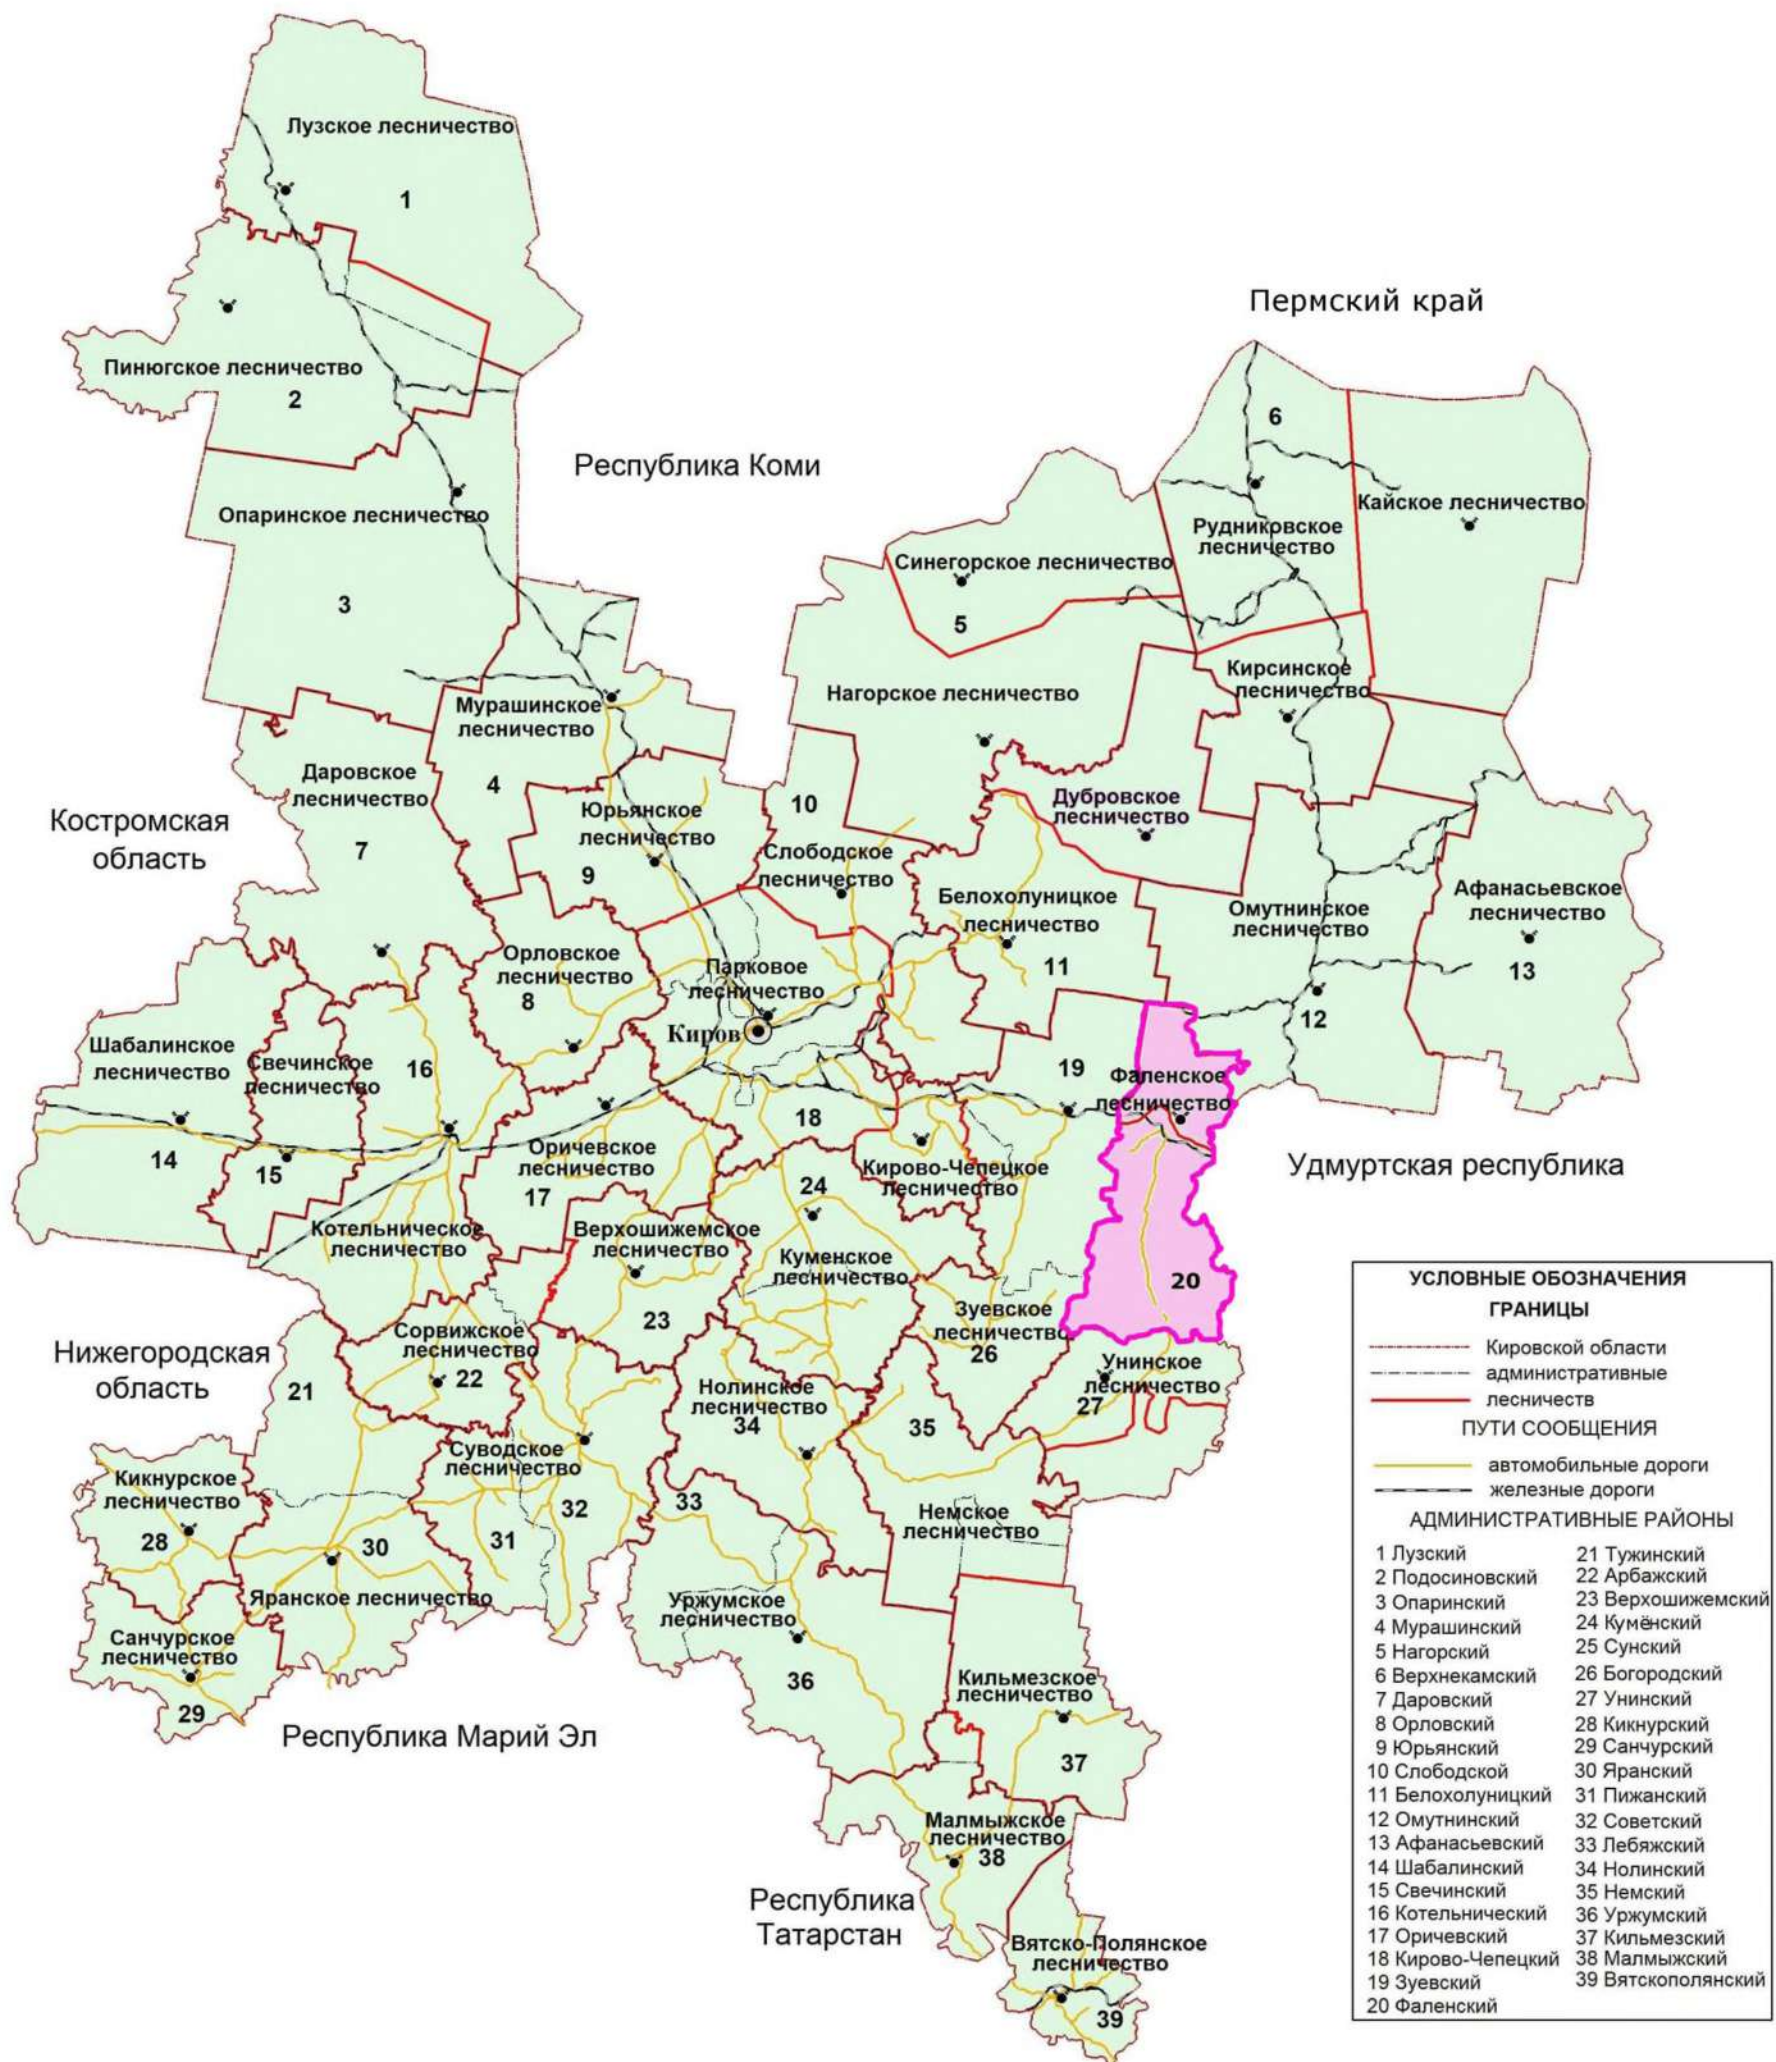 Лузское лесничество
1
Пермский край
Пинюгское лесничество
2
6
Республика Коми
Кайское лесничество
Опаринское лесничество
Рудниковское
лесничество
Синегорское лесничество
3
5
Кирсинское
лесничество
Нагорское лесничество
Мурашинское
лесничество
Даровское
лесничество
4
10
Дубровское
лесничество
Юрьянское
лесничество
Костромская
область
7
9
Слободское
лесничество
Белохолуницкое
лесничество
Омутнинское
лесничество
Афанасьевское
лесничество
Орловское
лесничество
8
Парковое
лесничество
11
13
Киров
12
Шабалинское
лесничество
Свечинское
лесничество
16
19
Фаленское
лесничество
18
14
15
Оричевское
лесничество
17
Кирово-Чепецкое
лесничество
Удмуртская республика
24
Котельническое
лесничество
Верхошижемское
лесничество
Куменское
лесничество
20
23
Зуевское
лесничество
26
Нижегородская
область
Сорвижское
лесничество
22
21
Унинское
лесничество
27
Нолинское
лесничество
34
35
Суводское
лесничество
Кикнурское
лесничество
28
32
33
31
30
Немское
лесничество
Яранское лесничество
Уржумское
лесничество
Санчурское
лесничество
29
36
Кильмезское
лесничество
Республика Марий Эл
37
Малмыжское
лесничество
38
Республика
Татарстан
Вятско-Полянское
лесничество
39
УСЛОВНЫЕ ОБОЗНАЧЕНИЯ
ГРАНИЦЫ
Кировской области
административные
лесничеств
ПУТИ СООБЩЕНИЯ
автомобильные дороги
железные дороги
АДМИНИСТРАТИВНЫЕ РАЙОНЫ
1 Лузский
2 Подосиновский
3 Опаринский
4 Мурашинский
5 Нагорский
6 Верхнекамский
7 Даровский
8 Орловский
9 Юрьянский
10 Слободской
11 Белохолуницкий
12 Омутнинский
13 Афанасьевский
14 Шабалинский
15 Свечинский
16 Котельнический
17 Оричевский
18 Кирово-Чепецкий
19 Зуевский
20 Фаленский
21 Тужинский
22 Арбажский
23 Верхошижемский
24 Кумёнский
25 Сунский
26 Богородский
27 Унинский
28 Кикнурский
29 Санчурский
30 Яранский
31 Пижанский
32 Советский
33 Лебяжский
34 Нолинский
35 Немский
36 Уржумский
37 Кильмезский
38 Малмыжский
39 Вятскополянский